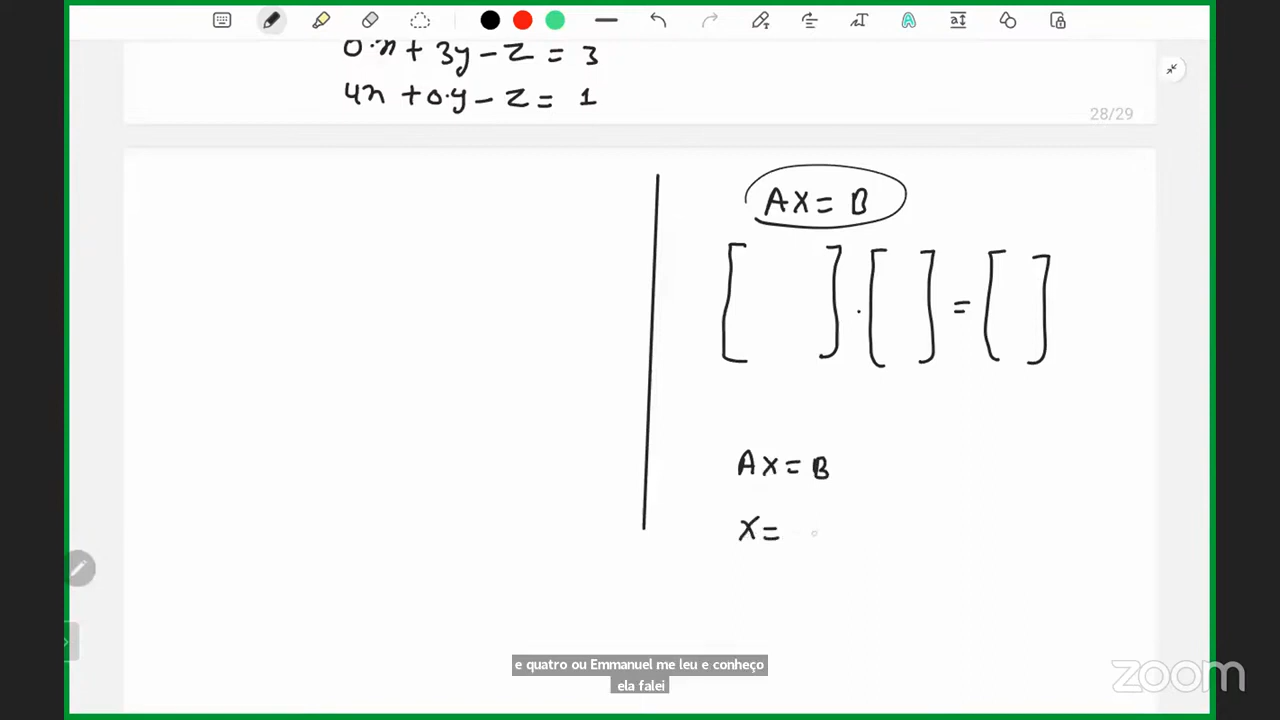 0·x + 3y - z = 3
4x + 0·y - z = 1
28/29
AX = B
[ ] · [ ] = [ ]
AX = B
X =
e quatro ou Emmanuel me leu e conheço
ela falei
zoom